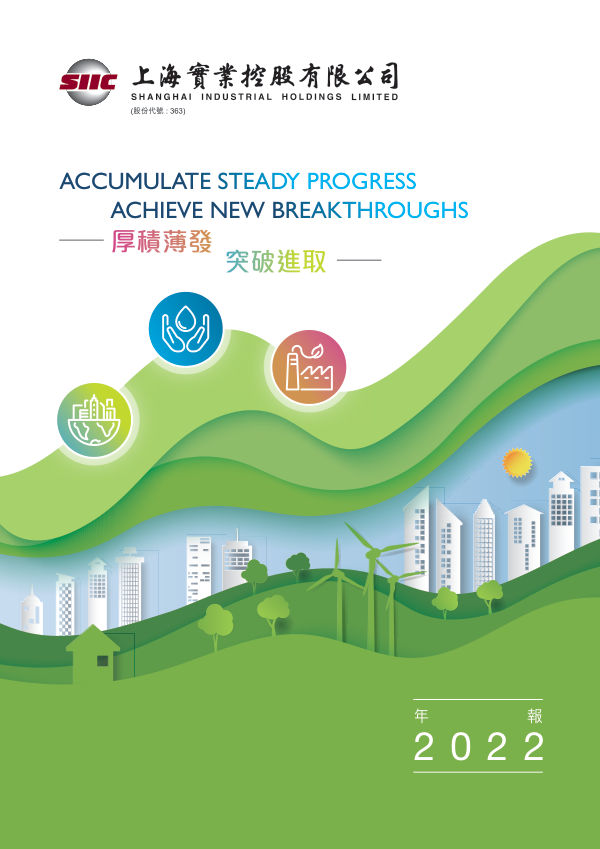 SIIC
上海實業控股有限公司
SHANGHAI INDUSTRIAL HOLDINGS LIMITED
(股份代號 : 363)
ACCUMULATE STEADY PROGRESS
ACHIEVE NEW BREAKTHROUGHS
厚積薄發
突破進取
年 報
2022